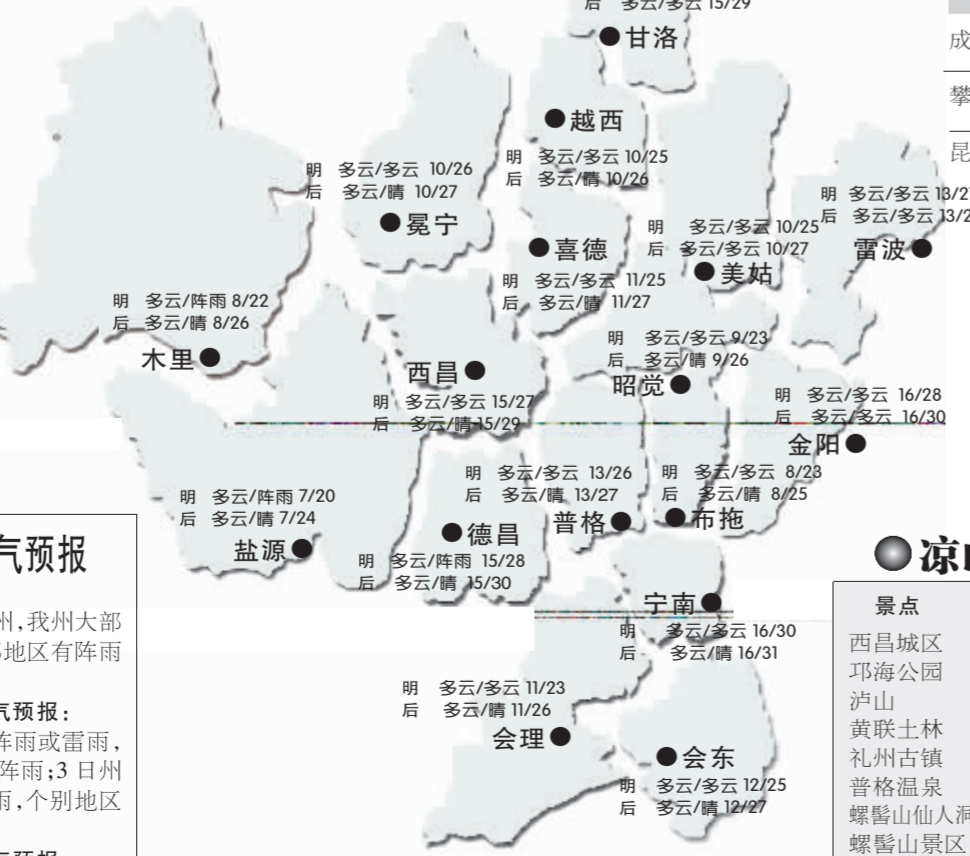 后 多云/多云 15/29
甘洛
越西
明 多云/多云 10/25
后 多云/晴 10/26
明 多云/多云 10/26
后 多云/晴 10/27
冕宁
喜德
明 多云/多云 11/25
后 多云/晴 11/27
明 多云/多云 10/25
后 多云/多云 10/27
美姑
明 多云/多云
后 多云/多云
雷波
明 多云/阵雨 8/22
后 多云/晴 8/26
木里
西昌
明 多云/多云 15/27
后 多云/晴 15/29
明 多云/多云 9/23
后 多云/晴 9/26
昭觉
明 多云/多云 16/28
后 多云/多云 16/30
金阳
明 多云/多云 13/26
后 多云/晴 13/27
普格
明 多云/多云 8/23
后 多云/晴 8/25
布拖
明 多云/阵雨 7/20
后 多云/晴 7/24
盐源
德昌
明 多云/阵雨 15/28
后 多云/晴 15/30
宁南
明 多云/多云 16/30
后 多云/晴 16/31
明 多云/多云 11/23
后 多云/晴 11/26
会理
会东
明 多云/多云 12/25
后 多云/晴 12/27
气预报
州,我州大部
地区有阵雨
气预报:
阵雨或雷雨,
阵雨;3 日州
雨,个别地区
成
攀
昆
凉
景点
西昌城区
邛海公园
泸山
黄联土林
礼州古镇
普格温泉
螺髻山仙人洞
螺髻山景区